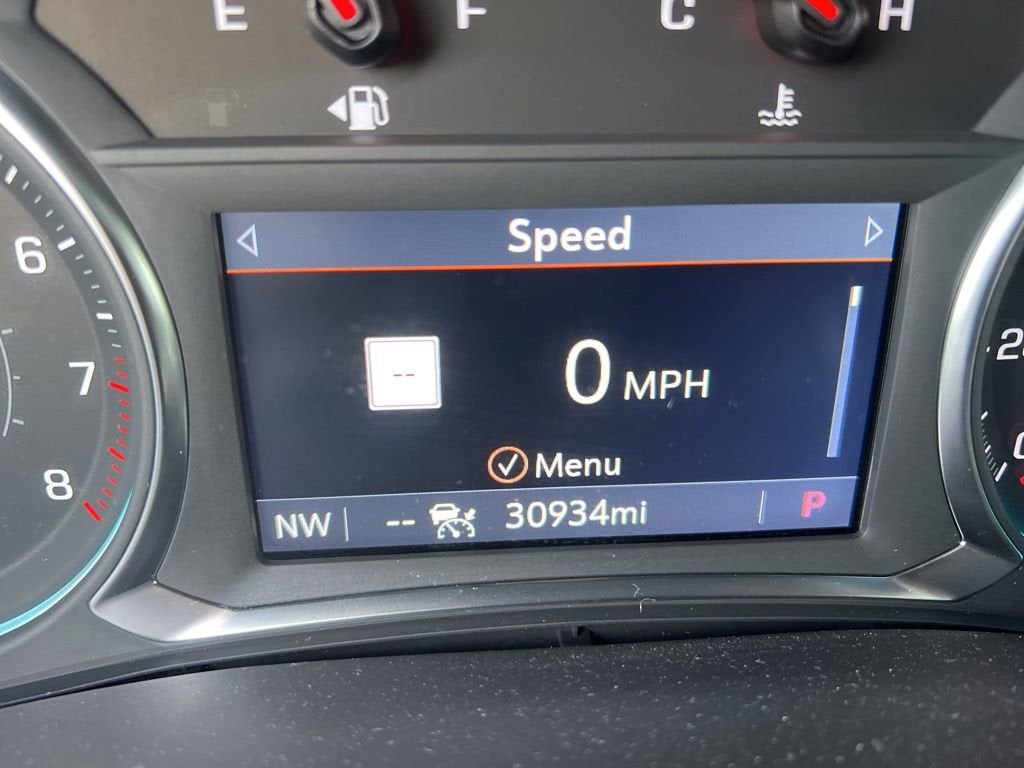 E F C H
Speed
6
7
8
--
0 MPH
Menu
NW -- 30934mi P